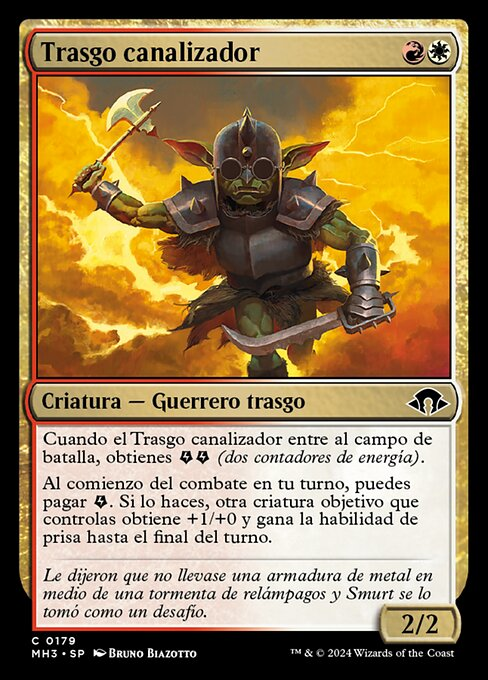 Trasgo canalizador
Criatura — Guerrero trasgo
Cuando el Trasgo canalizador entre al campo de
batalla, obtienes (dos contadores de energía).
Al comienzo del combate en tu turno, puedes
pagar . Si lo haces, otra criatura objetivo que
controlas obtiene +1/+0 y gana la habilidad de
prisa hasta el final del turno.
Le dijeron que no llevase una armadura de metal en
medio de una tormenta de relámpagos y Smurt se lo
tomó como un desafío.
2/2
C 0179
MH3 • SP Bruno Biazotto
™ & © 2024 Wizards of the Coast